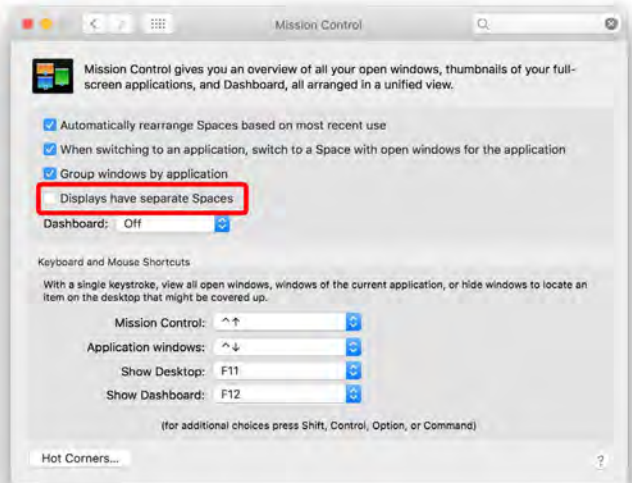 Mission Control
Mission Control gives you an overview of all your open windows, thumbnails of your full-
screen applications, and Dashboard, all arranged in a unified view.
Automatically rearrange Spaces based on most recent use
When switching to an application, switch to a Space with open windows for the application
Group windows by application
Displays have separate Spaces
Dashboard: Off
Keyboard and Mouse Shortcuts
With a single keystroke, view all open windows, windows of the current application, or hide windows to locate an
item on the desktop that might be covered up.
Mission Control: ^↑
Application windows: ^↓
Show Desktop: F11
Show Dashboard: F12
(for additional choices press Shift, Control, Option, or Command)
Hot Corners... ?